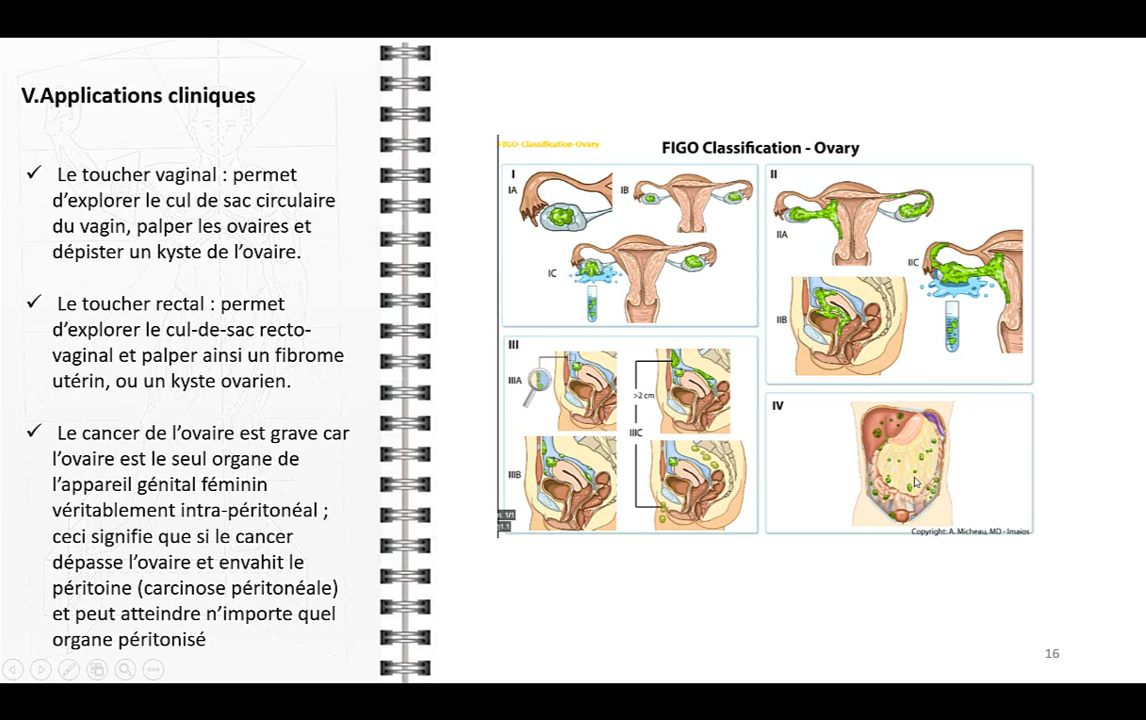 V.Applications cliniques
✓ Le toucher vaginal : permet
d’explorer le cul de sac circulaire
du vagin, palper les ovaires et
dépister un kyste de l’ovaire.
✓ Le toucher rectal : permet
d’explorer le cul-de-sac recto-
vaginal et palper ainsi un fibrome
utérin, ou un kyste ovarien.
✓ Le cancer de l’ovaire est grave car
l’ovaire est le seul organe de
l’appareil génital féminin
véritablement intra-péritonéal ;
ceci signifie que si le cancer
dépasse l’ovaire et envahit le
péritoine (carcinose péritonéale)
et peut atteindre n’importe quel
organe péritonisé
FIGO-Classification-Ovary
FIGO Classification - Ovary
I
IA
IB
IC
II
IIA
IIC
IIB
III
IIIA
>2 cm
IIIC
IIIB
IV
Copyright: A. Micheau, MD - Imaios
16